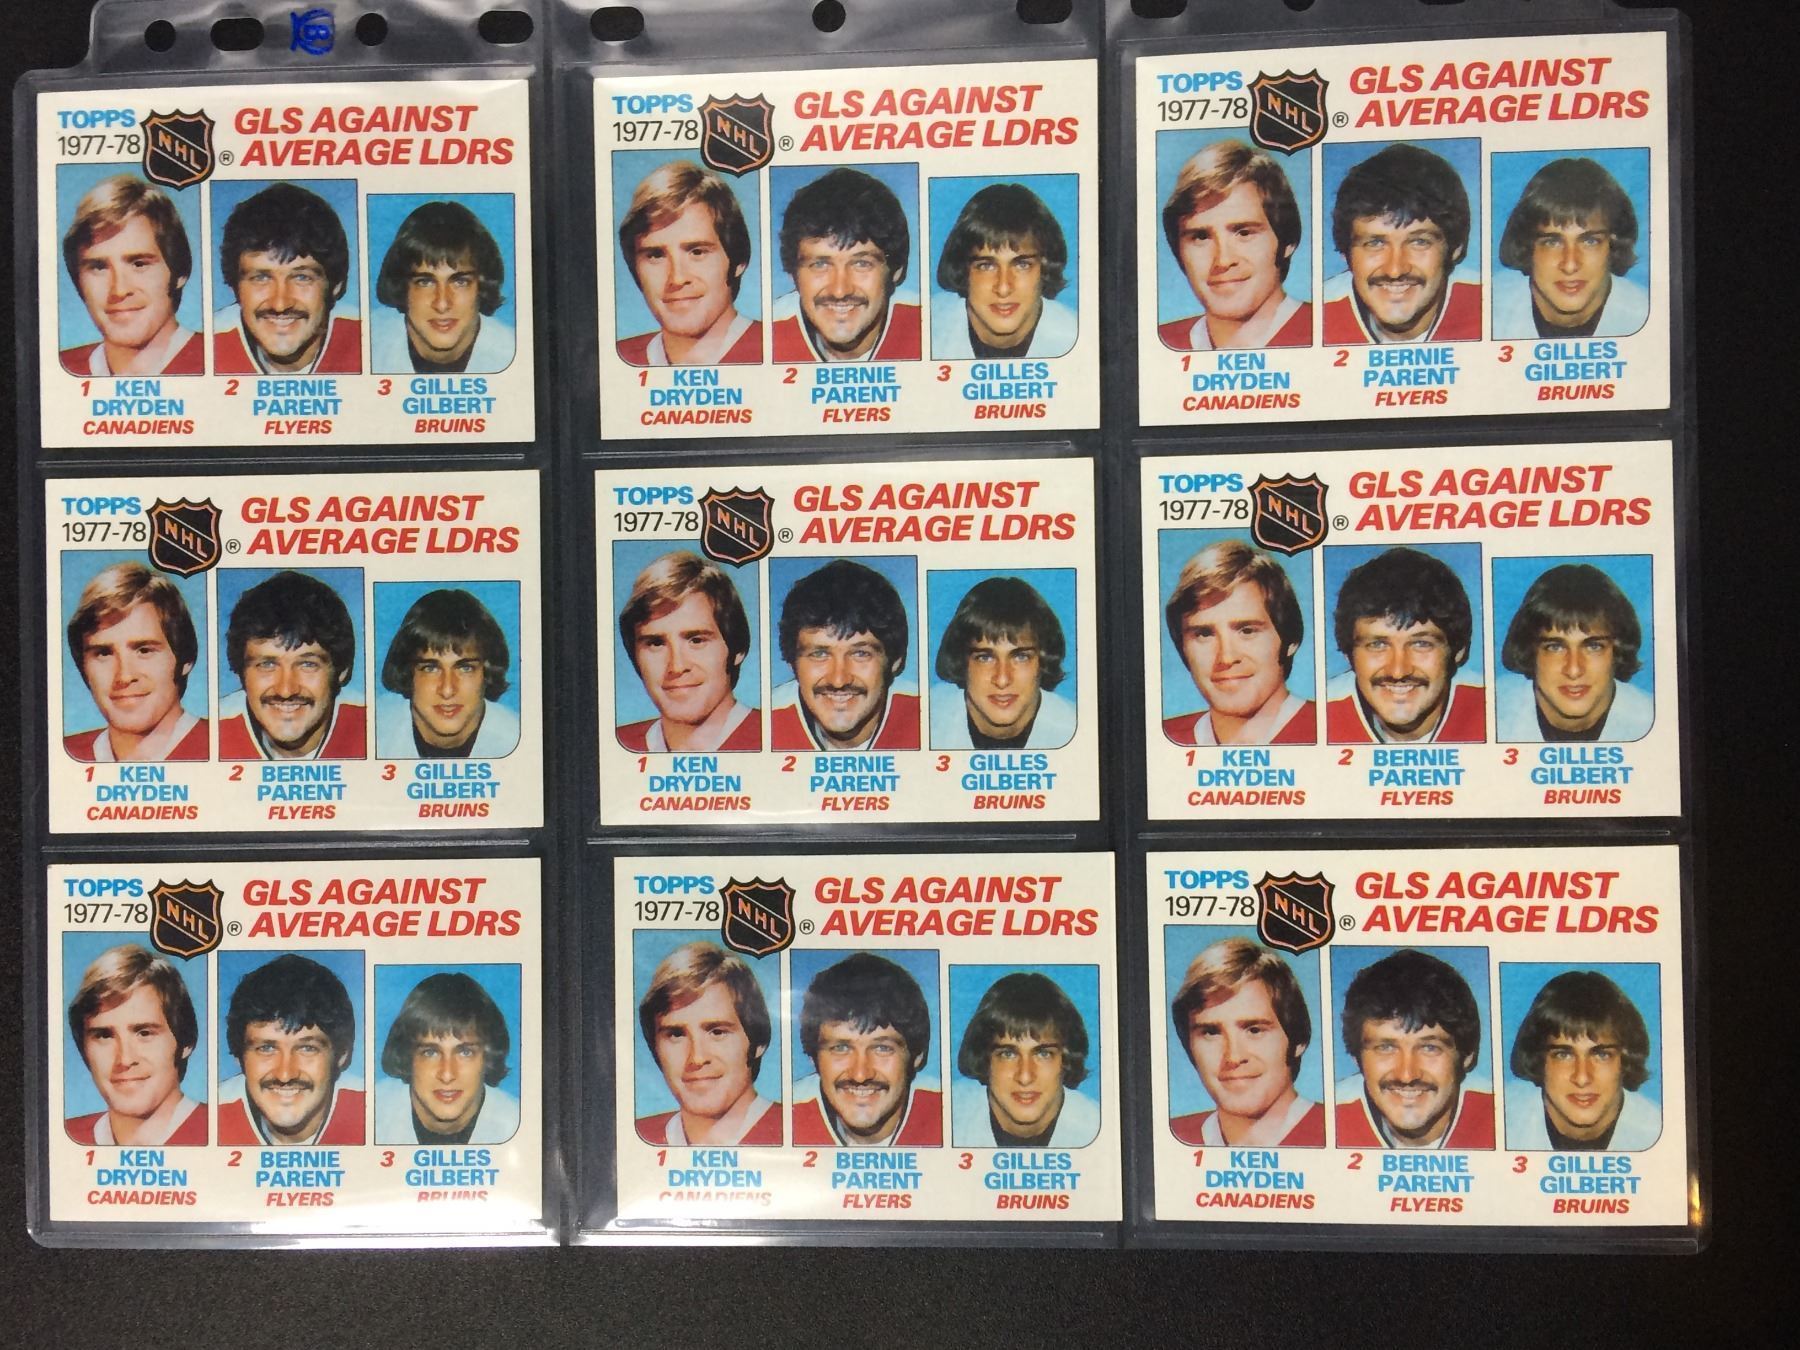 TOPPS
1977-78
NHL
®
GLS AGAINST
AVERAGE LDRS
1 KEN
DRYDEN
CANADIENS
2 BERNIE
PARENT
FLYERS
3 GILLES
GILBERT
BRUINS
TOPPS
1977-78
NHL
®
GLS AGAINST
AVERAGE LDRS
1 KEN
DRYDEN
CANADIENS
2 BERNIE
PARENT
FLYERS
3 GILLES
GILBERT
BRUINS
TOPPS
1977-78
NHL
®
GLS AGAINST
AVERAGE LDRS
1 KEN
DRYDEN
CANADIENS
2 BERNIE
PARENT
FLYERS
3 GILLES
GILBERT
BRUINS
TOPPS
1977-78
NHL
®
GLS AGAINST
AVERAGE LDRS
1 KEN
DRYDEN
CANADIENS
2 BERNIE
PARENT
FLYERS
3 GILLES
GILBERT
BRUINS
TOPPS
1977-78
NHL
®
GLS AGAINST
AVERAGE LDRS
1 KEN
DRYDEN
CANADIENS
2 BERNIE
PARENT
FLYERS
3 GILLES
GILBERT
BRUINS
TOPPS
1977-78
NHL
®
GLS AGAINST
AVERAGE LDRS
1 KEN
DRYDEN
CANADIENS
2 BERNIE
PARENT
FLYERS
3 GILLES
GILBERT
BRUINS
TOPPS
1977-78
NHL
®
GLS AGAINST
AVERAGE LDRS
1 KEN
DRYDEN
CANADIENS
2 BERNIE
PARENT
FLYERS
3 GILLES
GILBERT
BRUINS
TOPPS
1977-78
NHL
®
GLS AGAINST
AVERAGE LDRS
1 KEN
DRYDEN
CANADIENS
2 BERNIE
PARENT
FLYERS
3 GILLES
GILBERT
BRUINS
TOPPS
1977-78
NHL
®
GLS AGAINST
AVERAGE LDRS
1 KEN
DRYDEN
CANADIENS
2 BERNIE
PARENT
FLYERS
3 GILLES
GILBERT
BRUINS